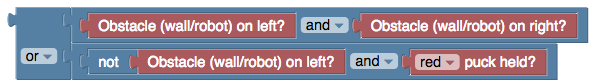 Obstacle (wall/robot) on left? and Obstacle (wall/robot) on right?
or
not Obstacle (wall/robot) on left? and red puck held?